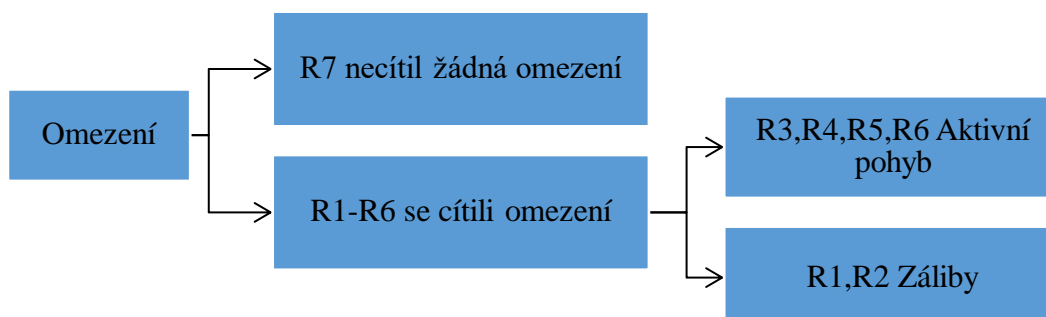 Omezení
R7 necítil žádná omezení
R1-R6 se cítili omezení
R3,R4,R5,R6 Aktivní
pohyb
R1,R2 Záliby